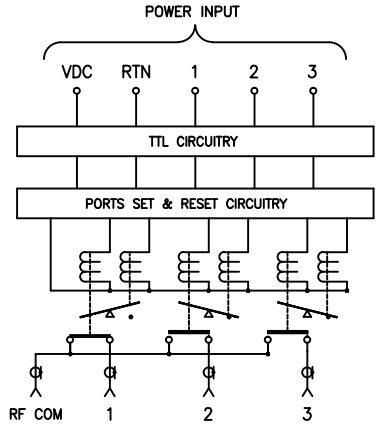 POWER INPUT
VDC RTN 1 2 3
TTL CIRCUITRY
PORTS SET & RESET CIRCUITRY
RF COM 1 2 3